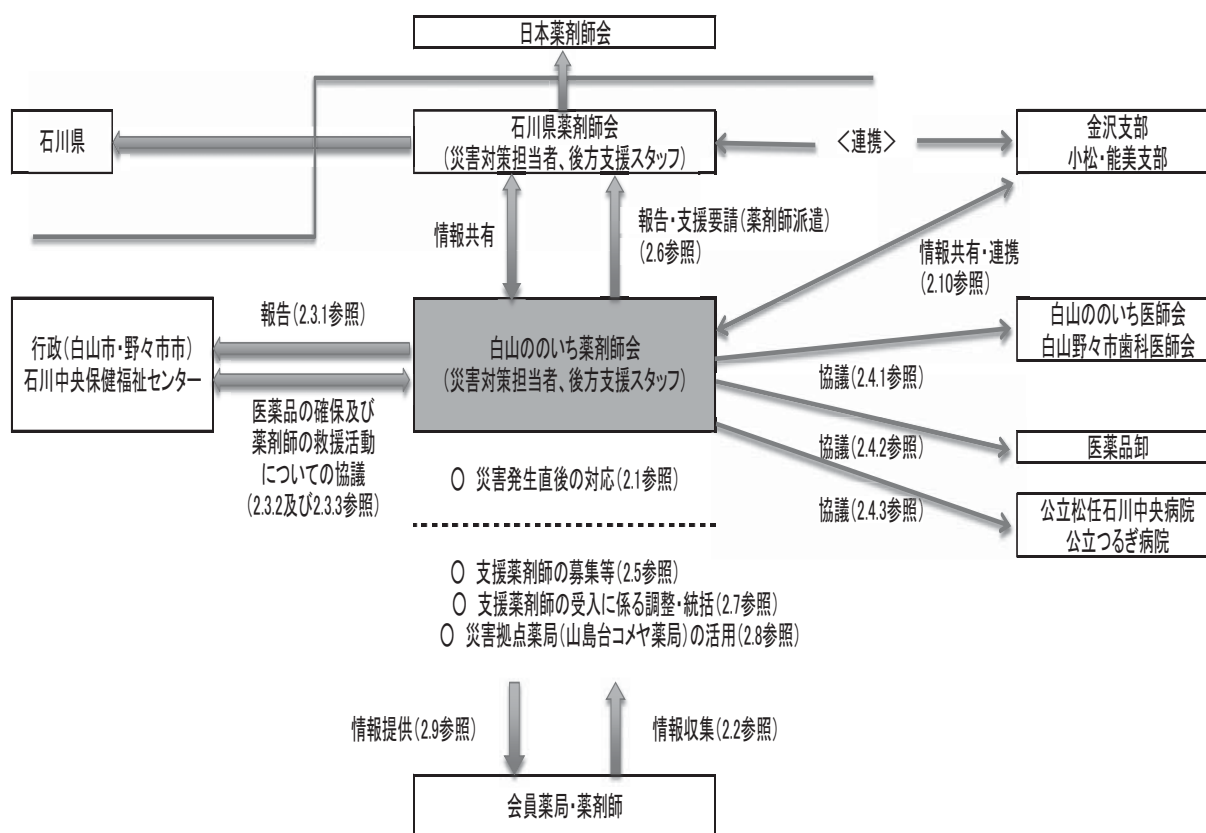 日本薬剤師会
石川県
石川県薬剤師会
(災害対策担当者、後方支援スタッフ)
<連携>
金沢支部
小松・能美支部
情報共有
報告・支援要請(薬剤師派遣)
(2.6参照)
情報共有・連携
(2.10参照)
行政(白山市・野々市市)
石川中央保健福祉センター
報告(2.3.1参照)
白山ののいち薬剤師会
(災害対策担当者、後方支援スタッフ)
白山ののいち医師会
白山野々市歯科医師会
協議(2.4.1参照)
医薬品の確保及び
薬剤師の救援活動
についての協議
(2.3.2及び2.3.3参照)
協議(2.4.2参照)
医薬品卸
○ 災害発生直後の対応(2.1参照)
協議(2.4.3参照)
公立松任石川中央病院
公立つるぎ病院
○ 支援薬剤師の募集等(2.5参照)
○ 支援薬剤師の受入に係る調整・統括(2.7参照)
○ 災害拠点薬局(山島台コメヤ薬局)の活用(2.8参照)
情報提供(2.9参照)
情報収集(2.2参照)
会員薬局・薬剤師